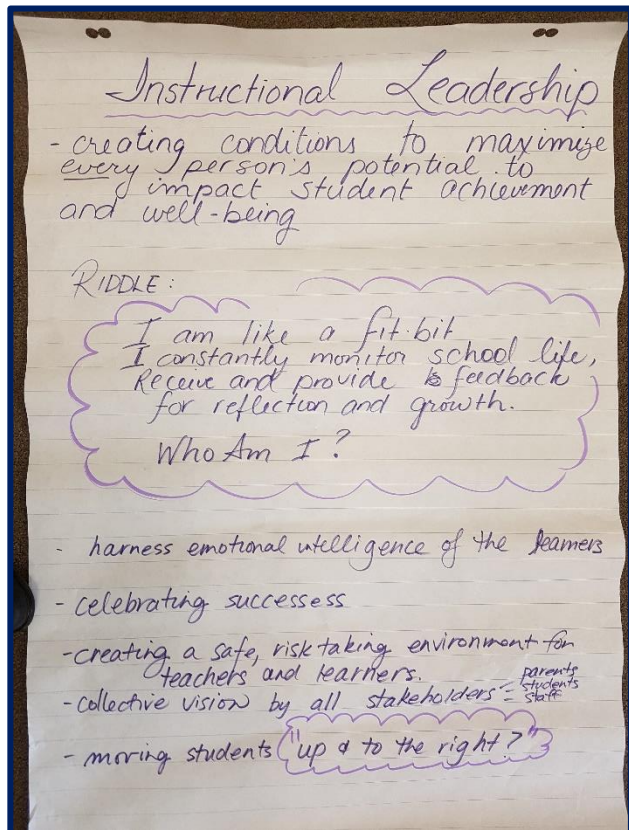 Instructional Leadership
- creating conditions to maximize
every person's potential to
impact student achievement
and well-being
RIDDLE:
I am like a fit-bit
I constantly monitor school life,
Receive and provide feedback
for reflection and growth.
Who Am I?
- harness emotional intelligence of the learners
- celebrating successess
- creating a safe, risk taking environment for
teachers and learners.
- collective vision by all stakeholders = parents
students
staff
- moving students "up & to the right?"